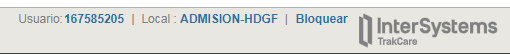 Usuario: 167585205 | Local : ADMISION-HDGF | Bloquear
InterSystems
TrakCare